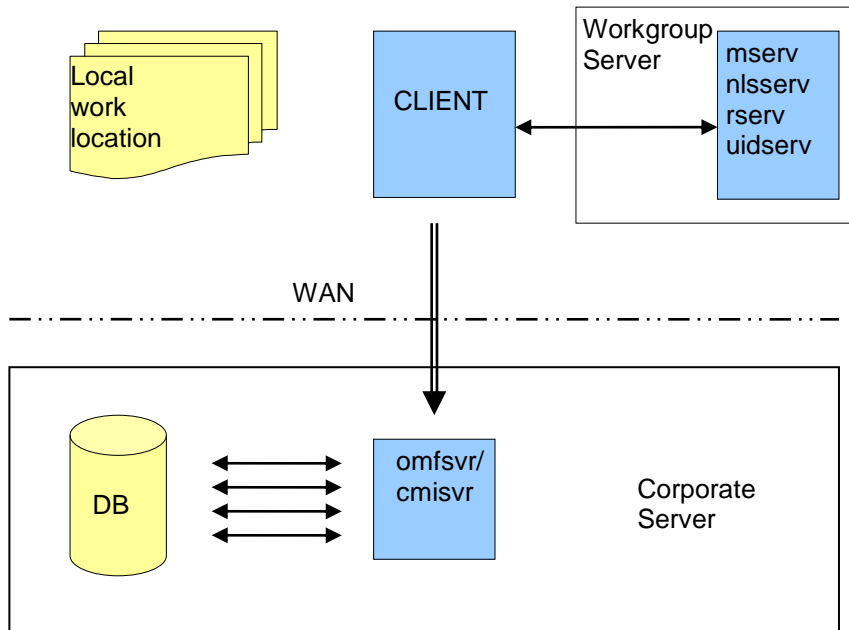 Local
work
location
CLIENT
Workgroup
Server
mserv
nlsserv
rserv
uidserv
WAN
DB
omfsvr/
cmisvr
Corporate
Server